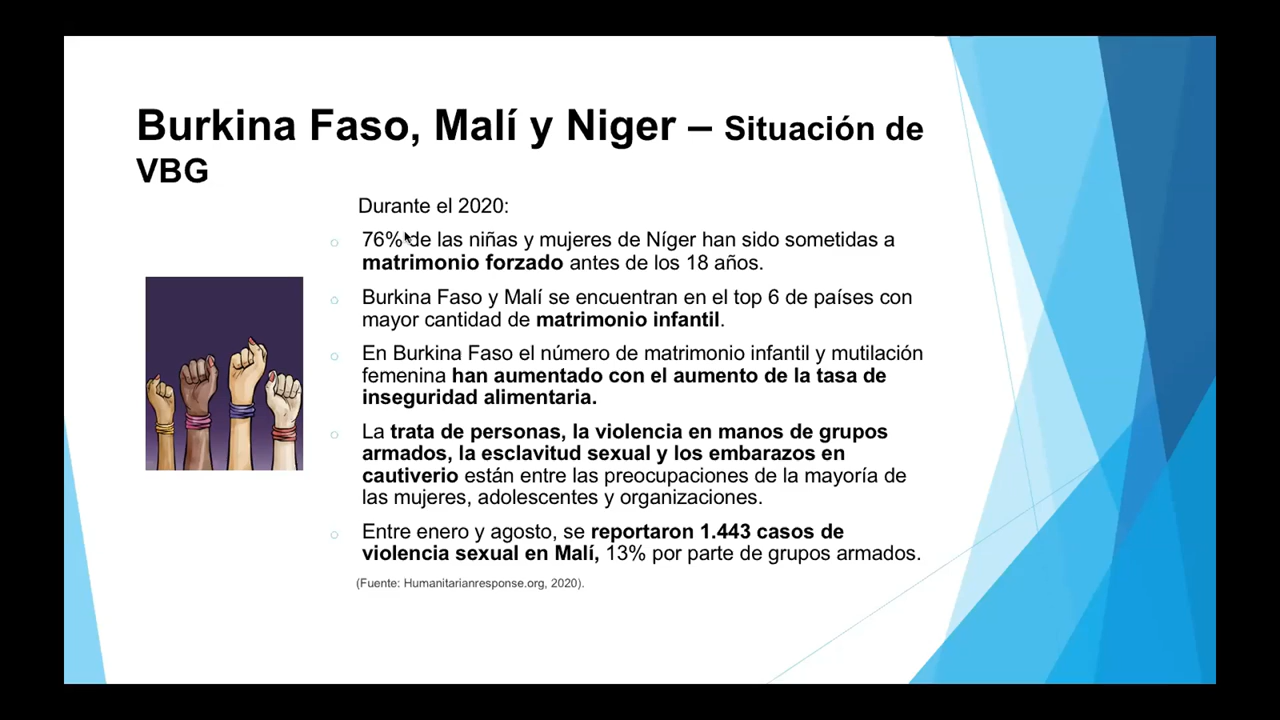 Burkina Faso, Malí y Niger – Situación de
VBG
Durante el 2020:
76% de las niñas y mujeres de Níger han sido sometidas a
matrimonio forzado antes de los 18 años.
Burkina Faso y Malí se encuentran en el top 6 de países con
mayor cantidad de matrimonio infantil.
En Burkina Faso el número de matrimonio infantil y mutilación
femenina han aumentado con el aumento de la tasa de
inseguridad alimentaria.
La trata de personas, la violencia en manos de grupos
armados, la esclavitud sexual y los embarazos en
cautiverio están entre las preocupaciones de la mayoría de
las mujeres, adolescentes y organizaciones.
Entre enero y agosto, se reportaron 1.443 casos de
violencia sexual en Malí, 13% por parte de grupos armados.
(Fuente: Humanitarianresponse.org, 2020).